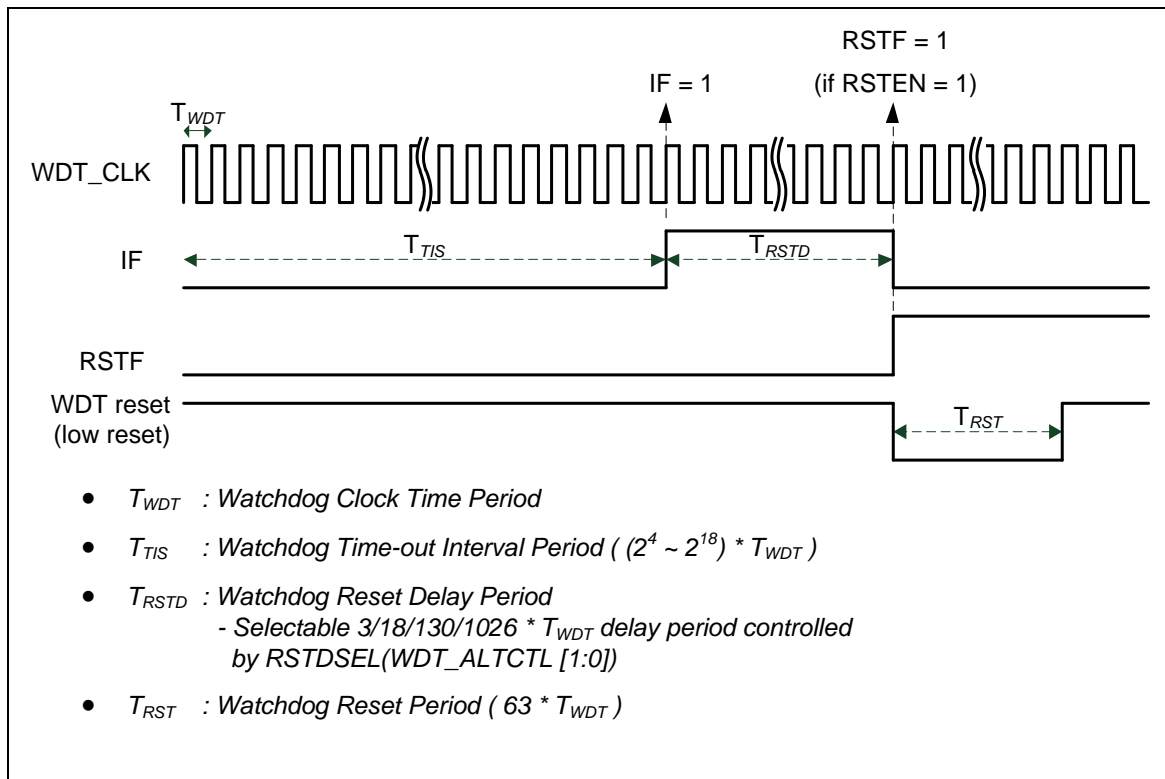 RSTF = 1
IF = 1
(if RSTEN = 1)
TWDT
WDT_CLK
TTIS
TRSTD
IF
RSTF
WDT reset
(low reset)
TRST
• TWDT : Watchdog Clock Time Period
• TTIS : Watchdog Time-out Interval Period ( (2^4 ~ 2^18) * TWDT )
• TRSTD : Watchdog Reset Delay Period
- Selectable 3/18/130/1026 * TWDT delay period controlled
by RSTDSEL(WDT_ALTCTL [1:0])
• TRST : Watchdog Reset Period ( 63 * TWDT )